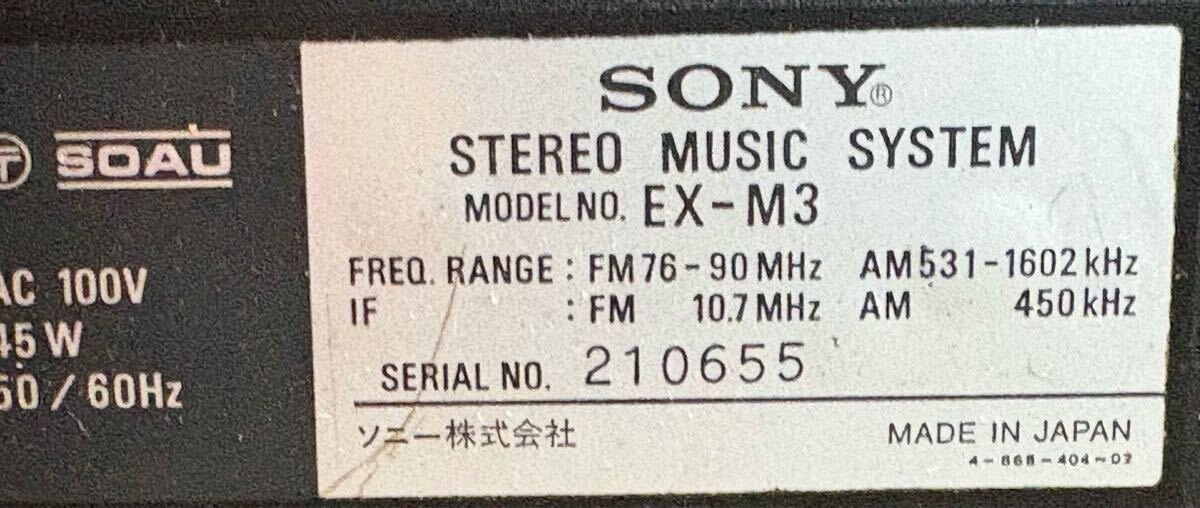 SOAU
AC 100V
45 W
50 / 60Hz
SONY®
STEREO MUSIC SYSTEM
MODEL NO. EX-M3
FREQ. RANGE : FM 76-90 MHz AM 531-1602 kHz
IF : FM 10.7 MHz AM 450 kHz
SERIAL NO. 210655
ソニー株式会社
MADE IN JAPAN
4-868-404-02